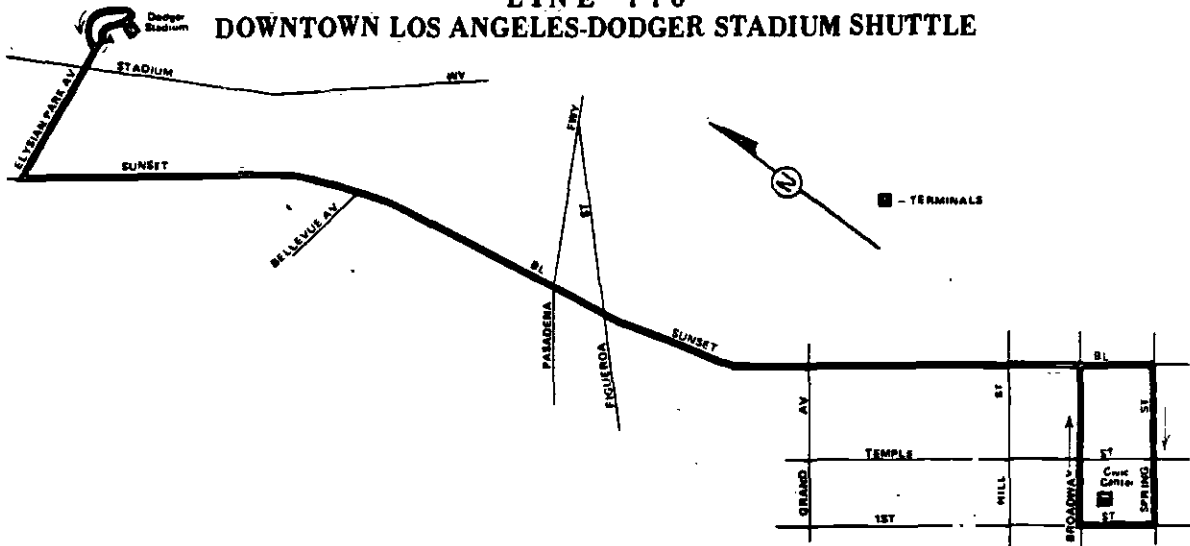 DOWNTOWN LOS ANGELES-DODGER STADIUM SHUTTLE
Dodger
Stadium
STADIUM WY
ELYSIAN PARK AV
SUNSET
BELLEVUE AV
BL
PASADENA
FWY
FIGUEROA
ST
SUNSET
BL
N
- TERMINALS
GRAND
AV
HILL
ST
BROADWAY
SPRING
ST
TEMPLE
ST
Civic
Center
1ST
ST